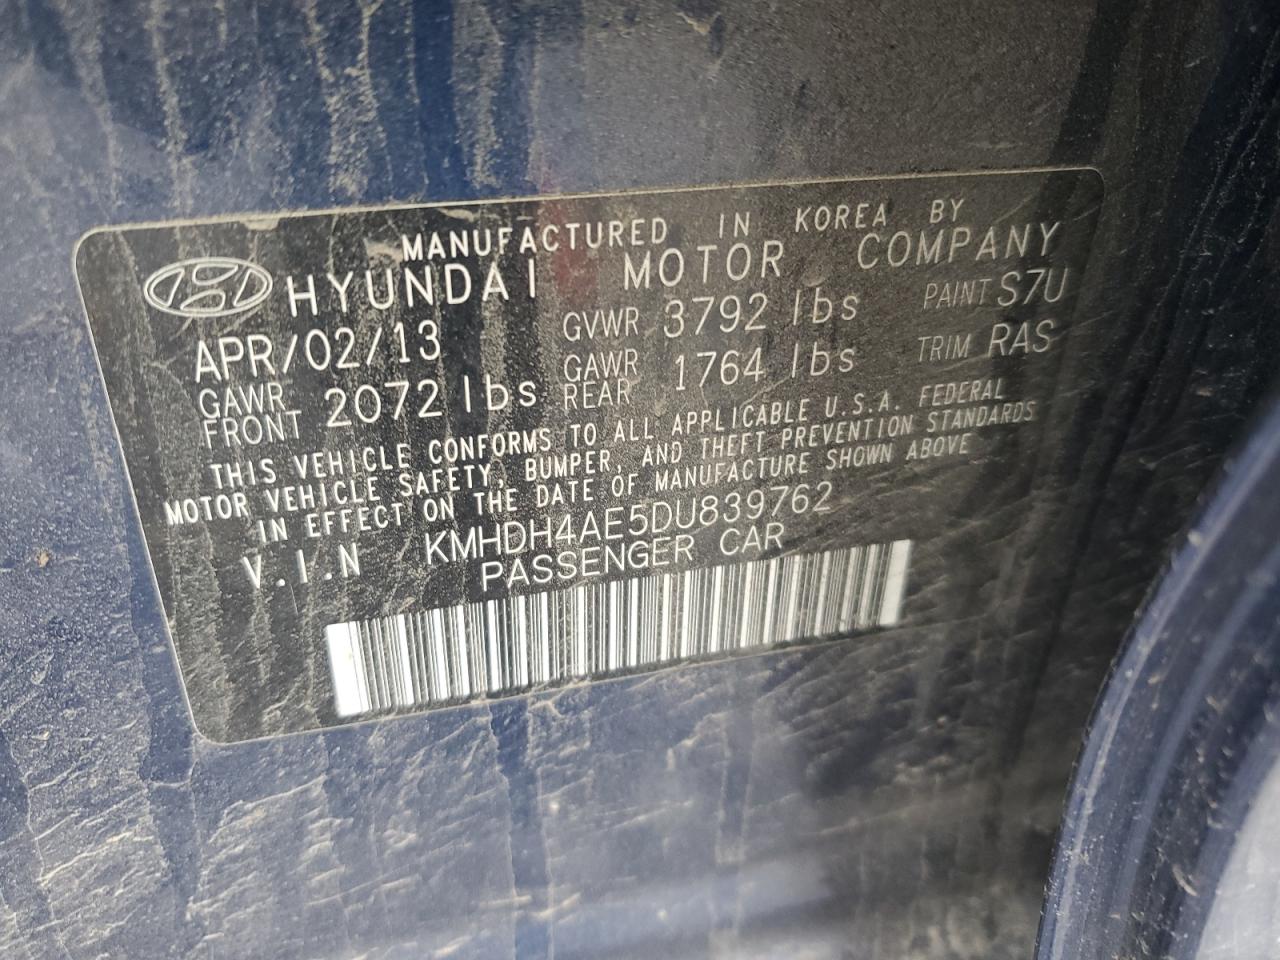 MANUFACTURED IN KOREA BY
HYUNDAI MOTOR COMPANY
APR/02/13 GVWR 3792 lbs PAINT S7U
GAWR FRONT 2072 lbs GAWR REAR 1764 lbs TRIM RAS
THIS VEHICLE CONFORMS TO ALL APPLICABLE U.S.A. FEDERAL
MOTOR VEHICLE SAFETY, BUMPER, AND THEFT PREVENTION STANDARDS
IN EFFECT ON THE DATE OF MANUFACTURE SHOWN ABOVE
V.I.N KMHDH4AE5DU839762
PASSENGER CAR